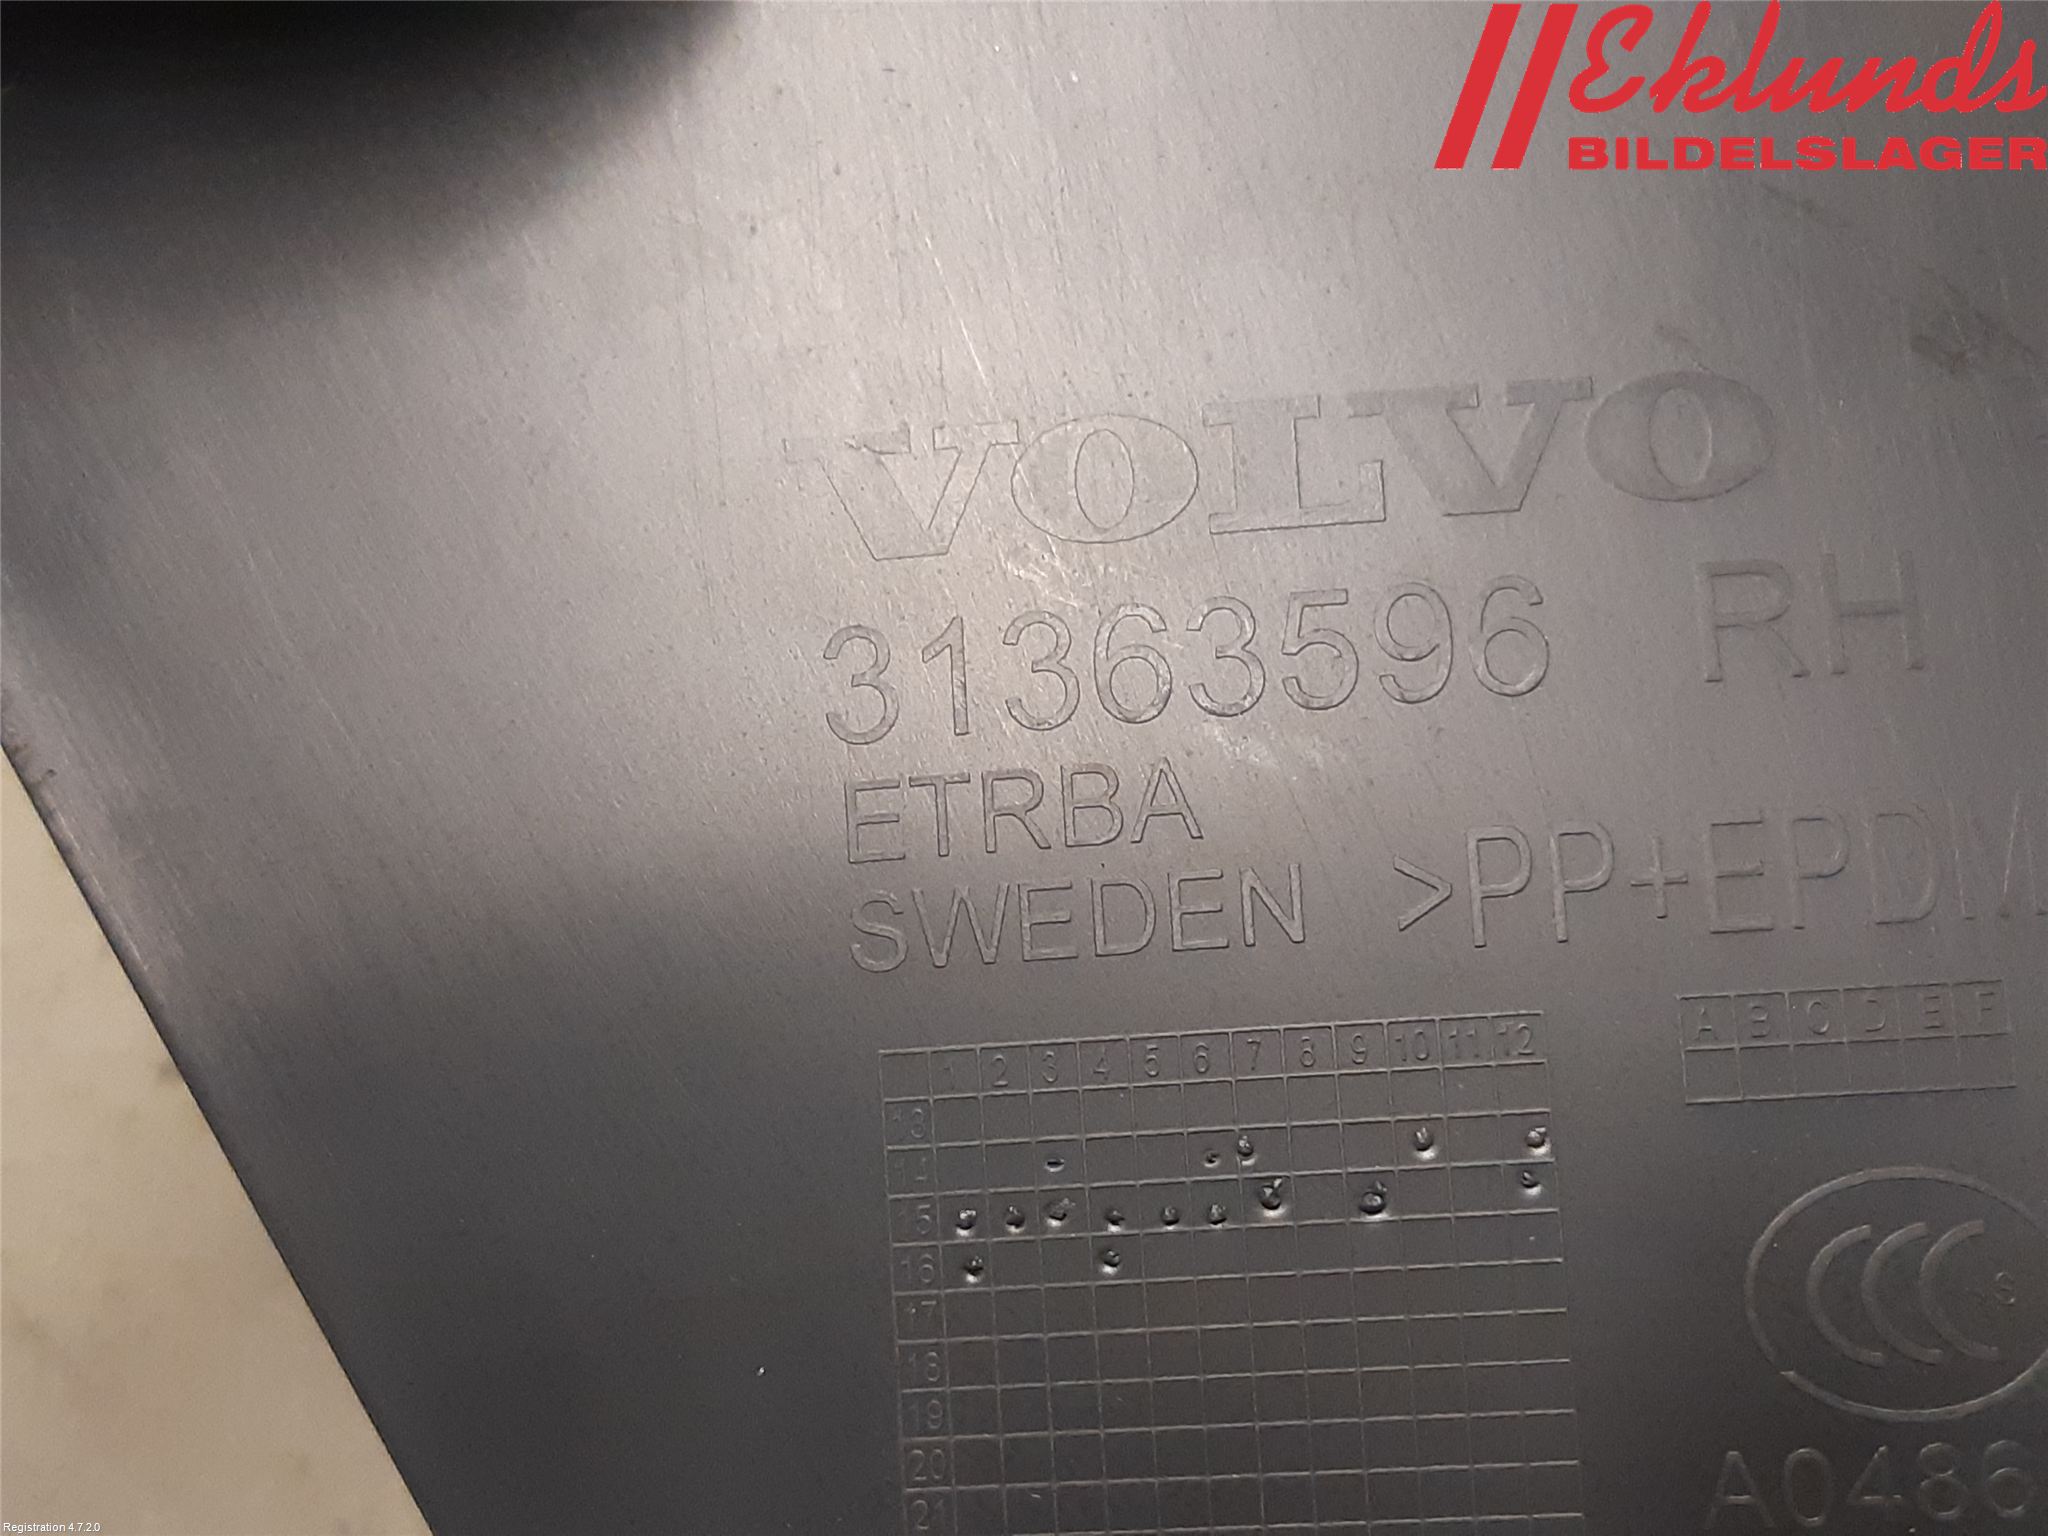 Eklunds
BILDELSLAGER
VOLVO
31363596 RH
ETRBA
SWEDEN >PP+EPDM
A B C D E F
1 2 3 4 5 6 7 8 9 10 11 12
13
14
15
16
17
18
19
20
21
CCC S
A0486
Registration 4.7.2.0